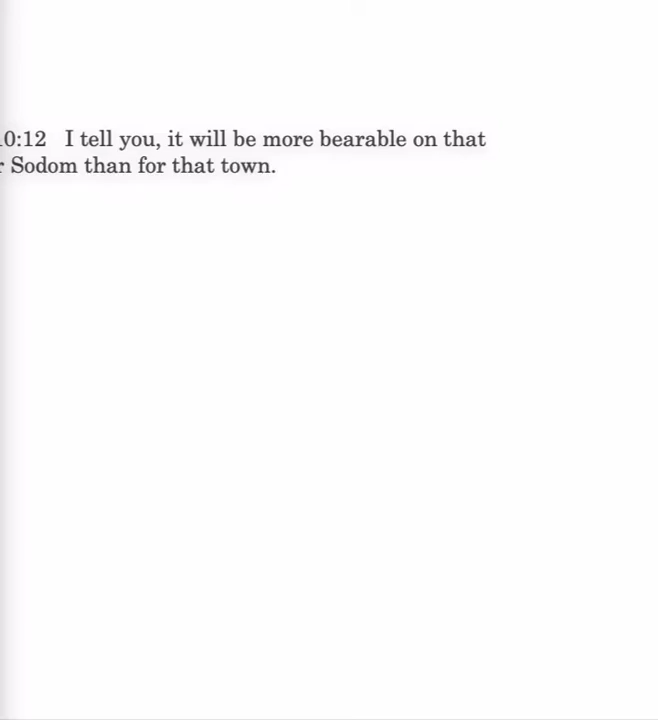 0:12 I tell you, it will be more bearable on that
Sodom than for that town.